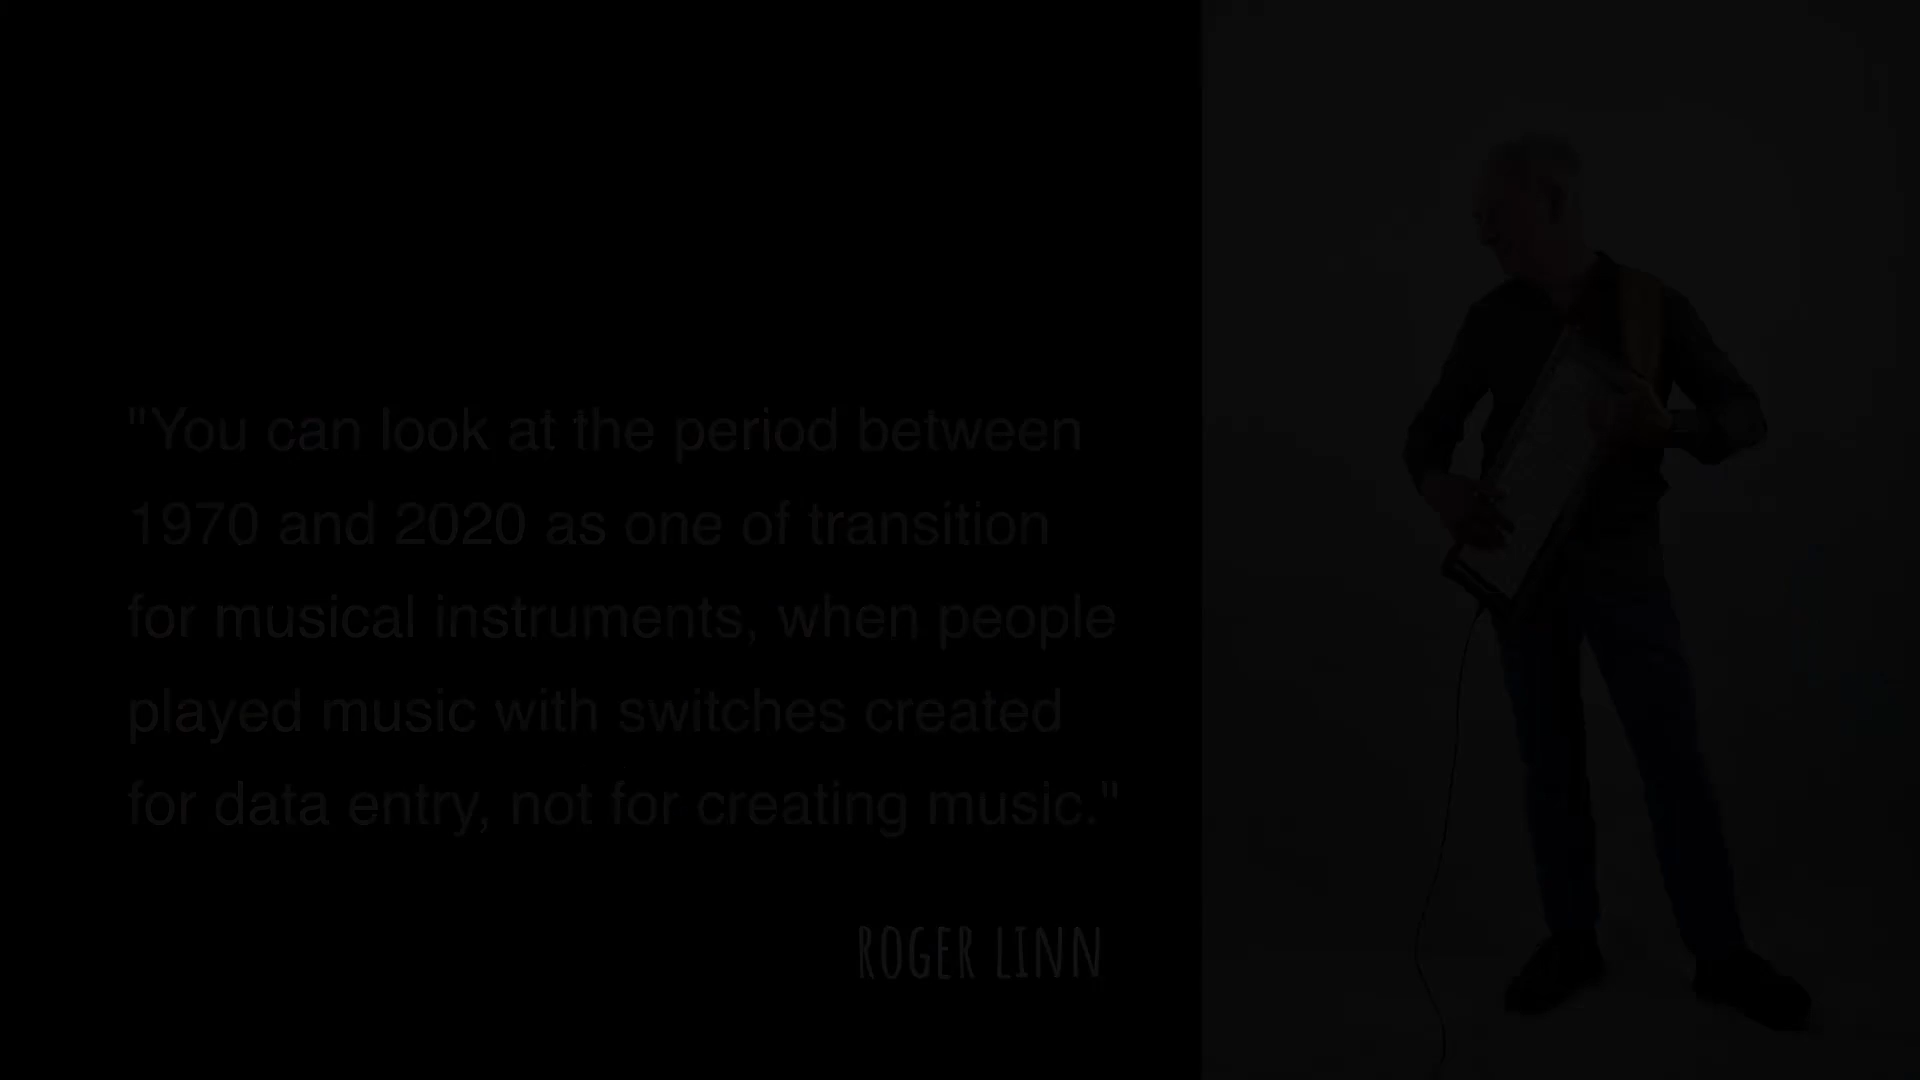 "You can look at the period between
1970 and 2020 as one of transition
for musical instruments, when people
played music with switches created
for data entry, not for creating music."
ROGER LINN